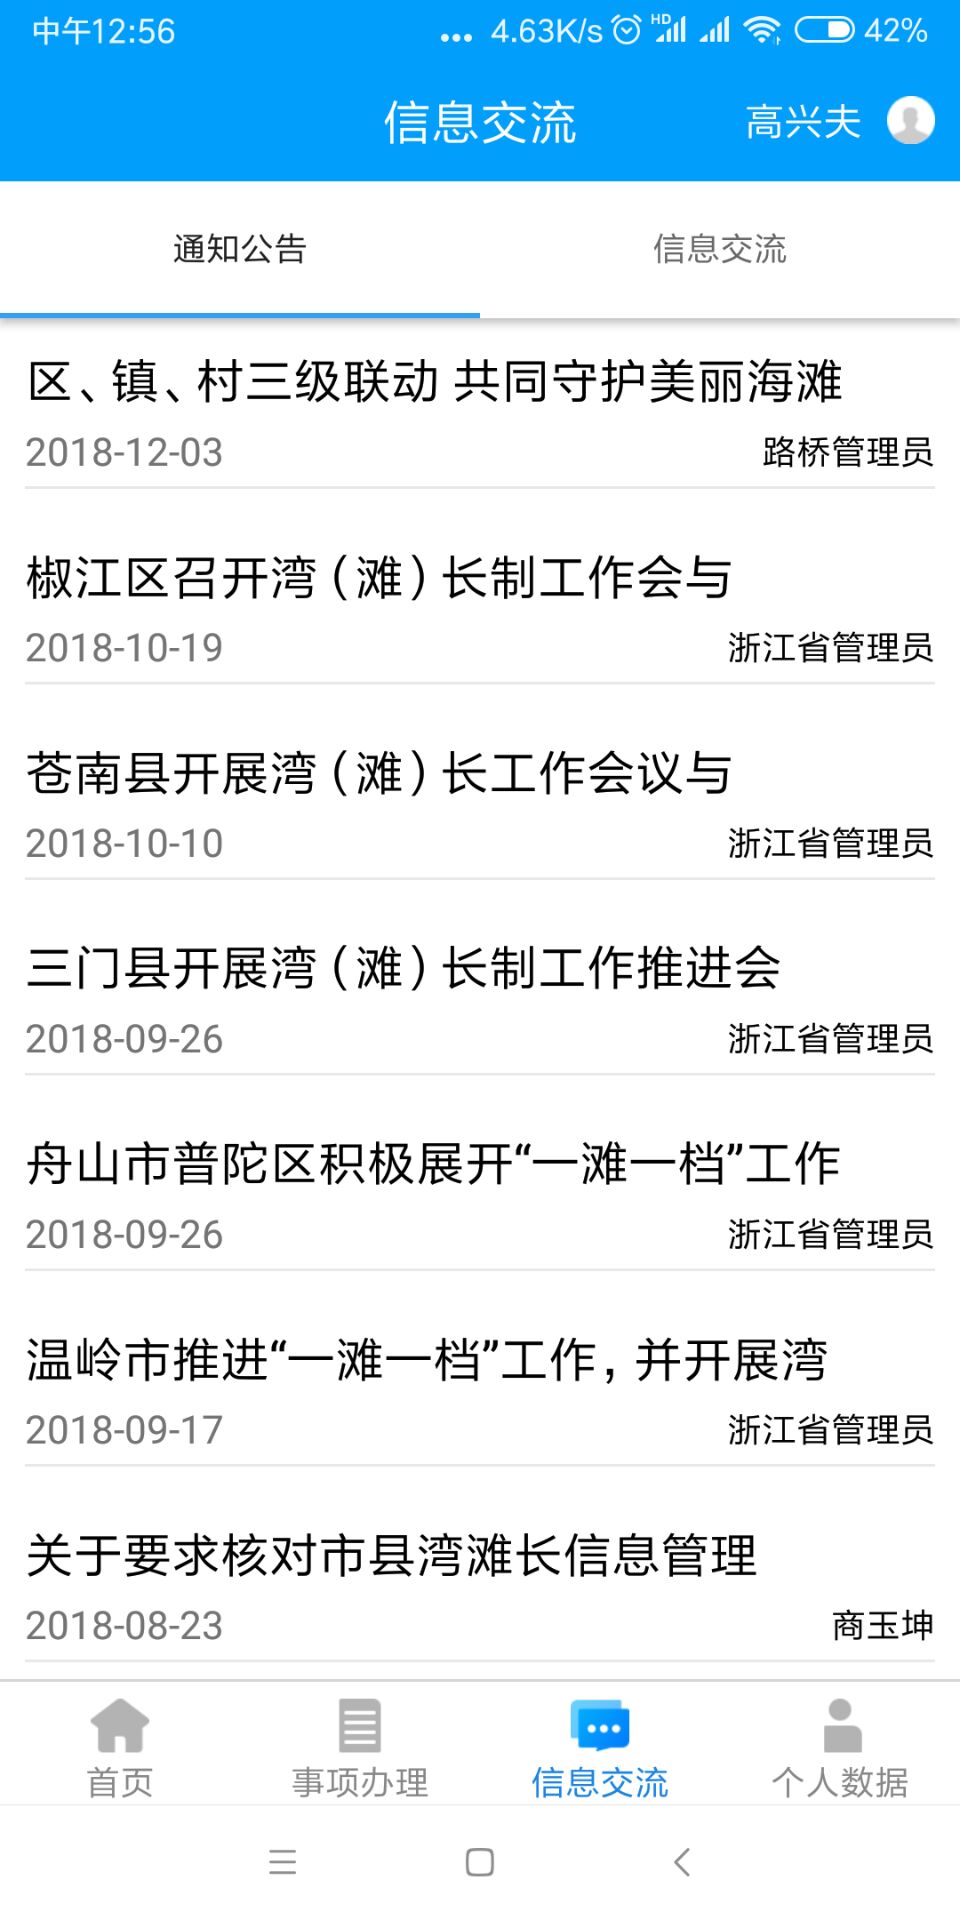 中午12:56 ... 4.63K/s HD 42%
信息交流 高兴夫
通知公告 信息交流
区、镇、村三级联动 共同守护美丽海滩
2018-12-03 路桥管理员
椒江区召开湾（滩）长制工作会与
2018-10-19 浙江省管理员
苍南县开展湾（滩）长工作会议与
2018-10-10 浙江省管理员
三门县开展湾（滩）长制工作推进会
2018-09-26 浙江省管理员
舟山市普陀区积极展开“一滩一档”工作
2018-09-26 浙江省管理员
温岭市推进“一滩一档”工作，并开展湾
2018-09-17 浙江省管理员
关于要求核对市县湾滩长信息管理
2018-08-23 商玉坤
首页 事项办理 信息交流 个人数据